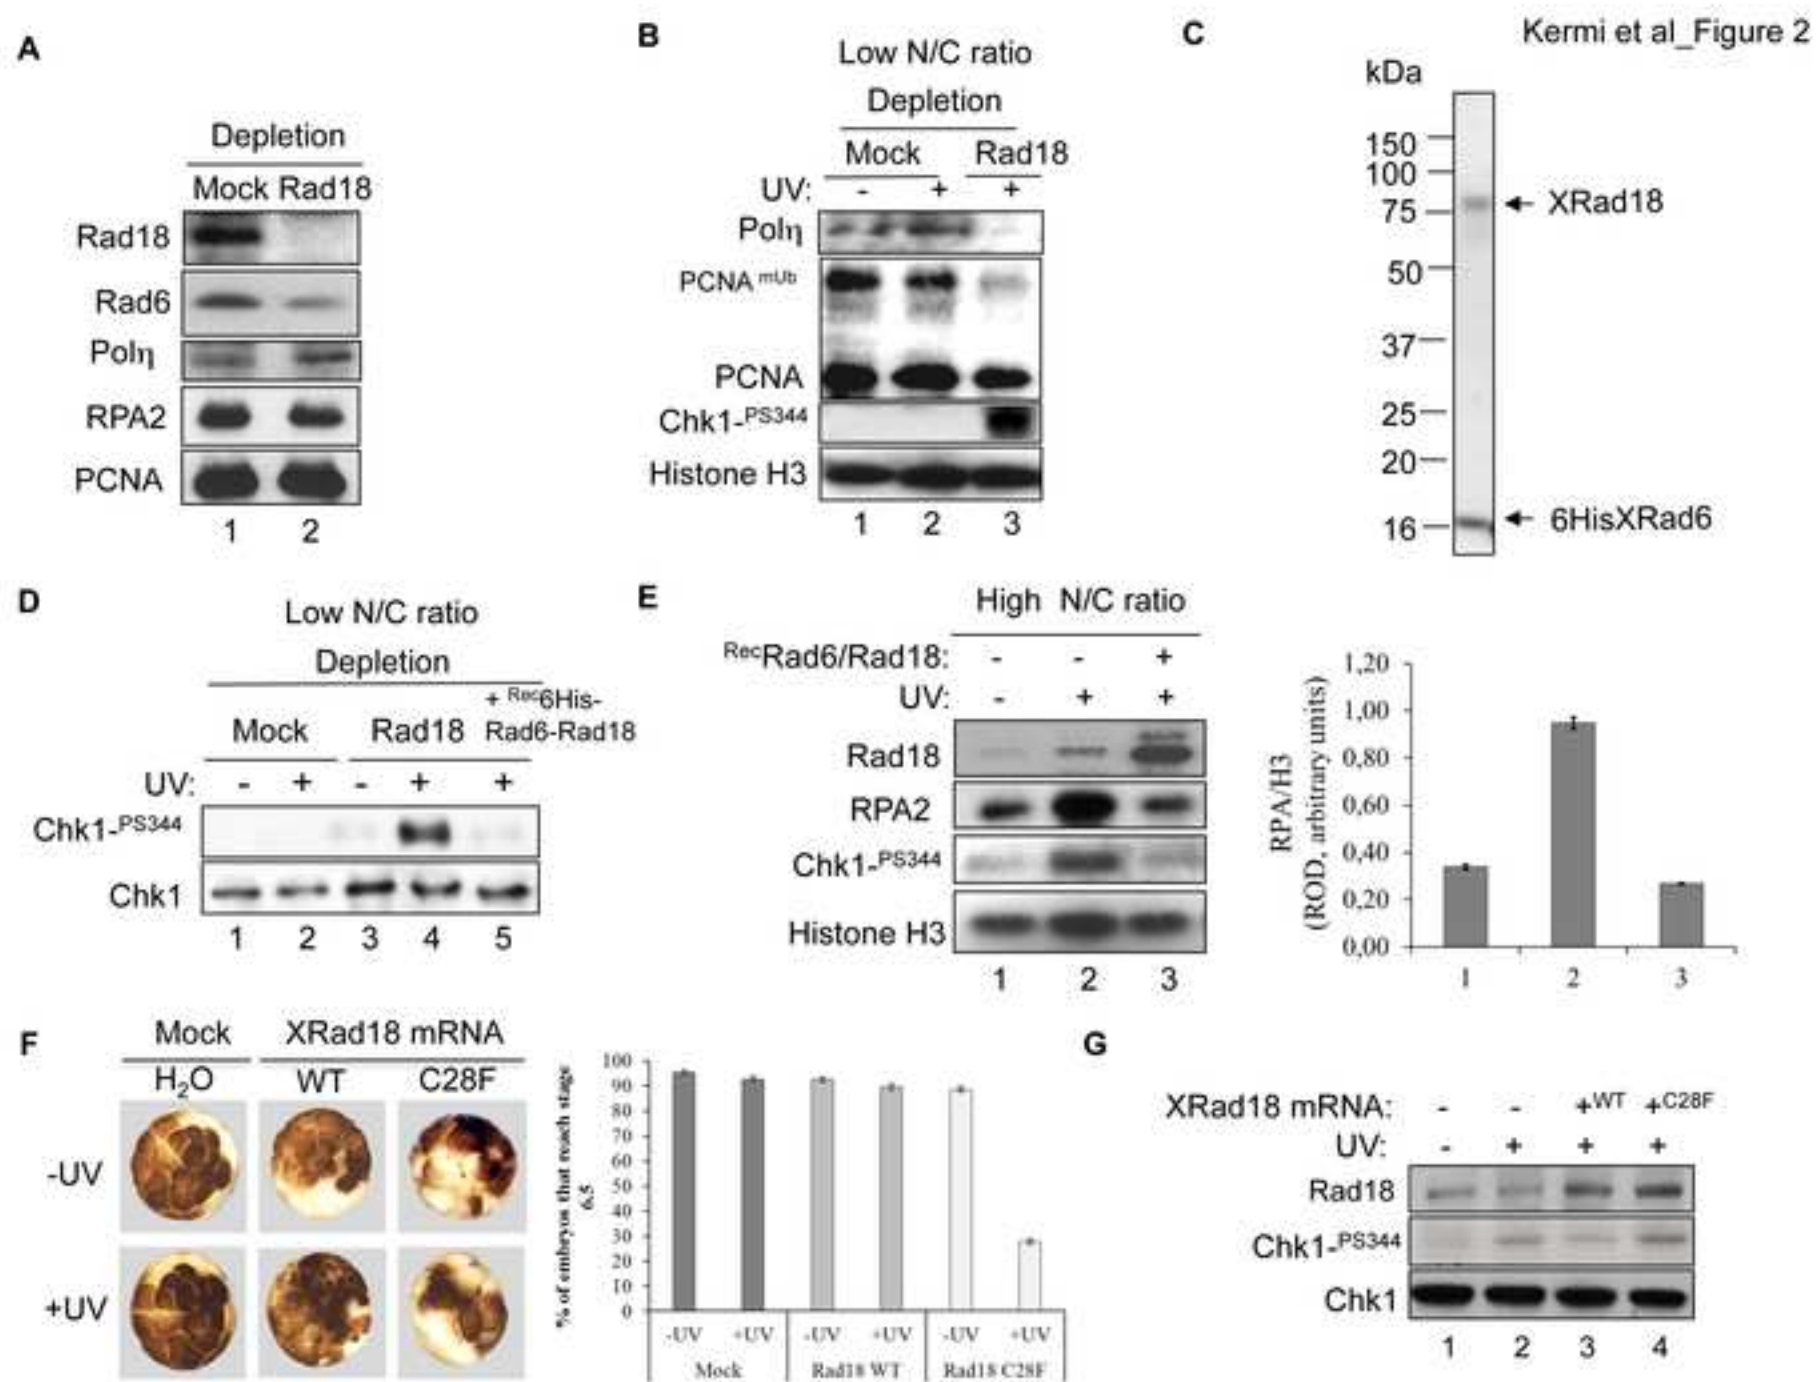 Kermi et al_Figure 2
A
Depletion
Mock Rad18
Rad18
Rad6
Polη
RPA2
PCNA
1 2
B
Low N/C ratio
Depletion
Mock Rad18
UV: - + +
Polη
PCNA mUb
PCNA
Chk1-PS344
Histone H3
1 2 3
C
kDa
150
100
75
50
37
25
20
16
XRad18
6HisXRad6
D
Low N/C ratio
Depletion
Mock Rad18 + Rec6His-
Rad6-Rad18
UV: - + - + +
Chk1-PS344
Chk1
1 2 3 4 5
E
High N/C ratio
RecRad6/Rad18: - - +
UV: - + +
Rad18
RPA2
Chk1-PS344
Histone H3
1 2 3
RPA/H3
(ROD, arbitrary units)
1,20
1,00
0,80
0,60
0,40
0,20
0,00
1 2 3
F
Mock XRad18 mRNA
H2O WT C28F
-UV
+UV
% of embryos that reach stage
6.5
100
90
80
70
60
50
40
30
20
10
0
-UV +UV -UV +UV -UV +UV
Mock Rad18 WT Rad18 C28F
G
XRad18 mRNA: - - +WT +C28F
UV: - + + +
Rad18
Chk1-PS344
Chk1
1 2 3 4